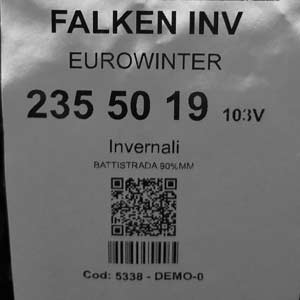 FALKEN INV
EUROWINTER
235 50 19 103V
Invernali
BATTISTRADA 90%MM
Cod: 5338 - DEMO-0